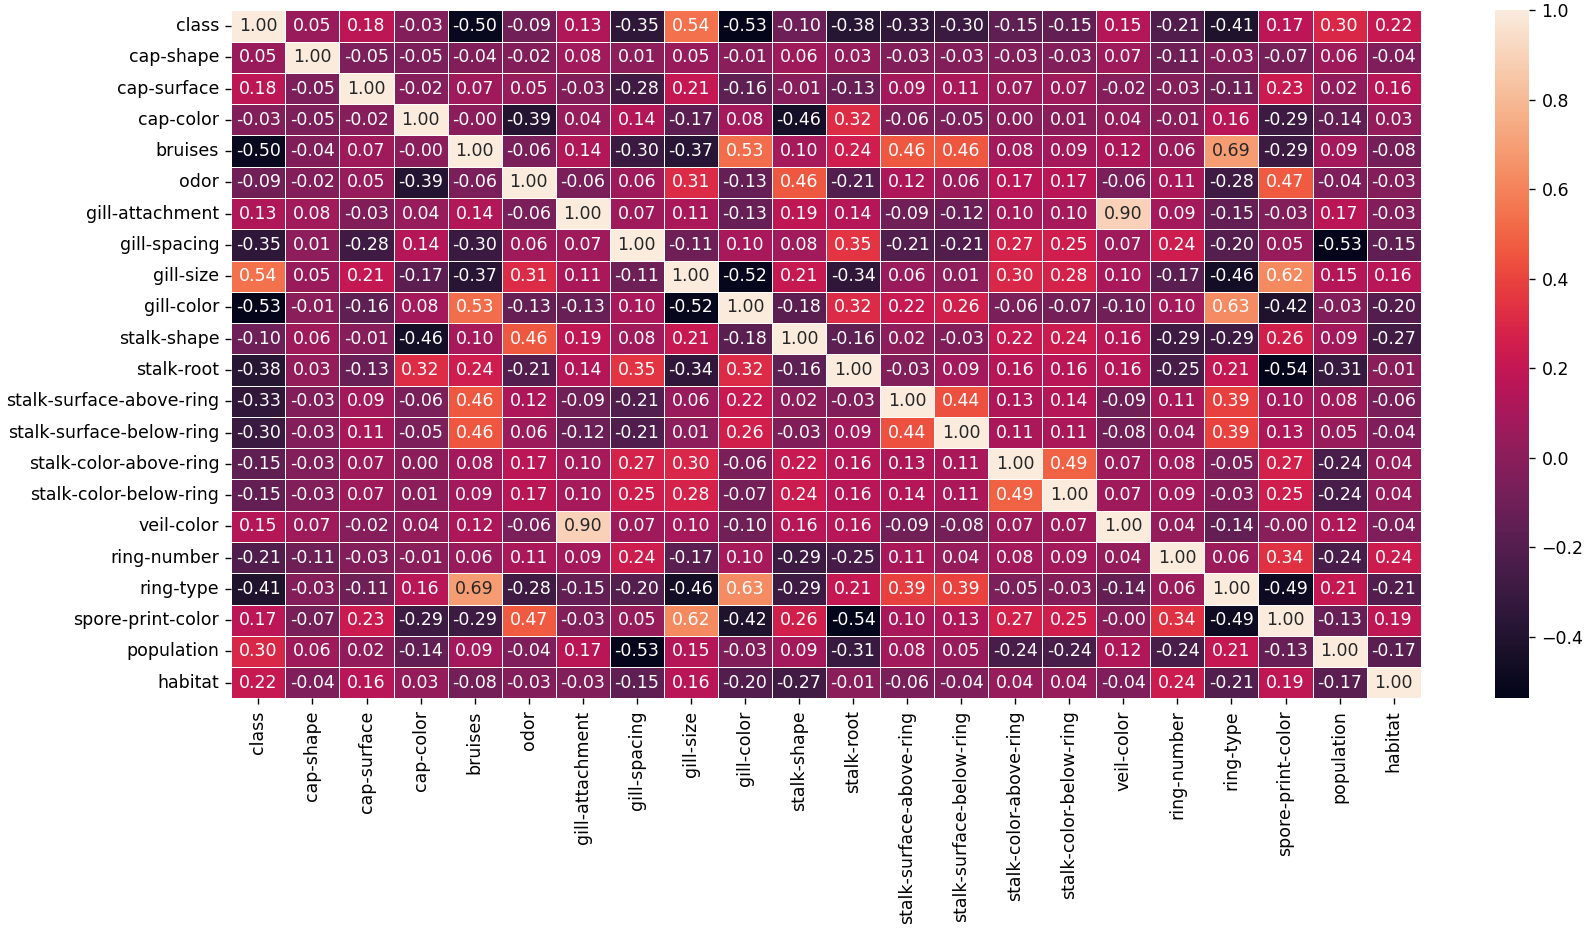 class 1.00 0.05 0.18 -0.03 -0.50 -0.09 0.13 -0.35 0.54 -0.53 -0.10 -0.38 -0.33 -0.30 -0.15 -0.15 0.15 -0.21 -0.41 0.17 0.30 0.22
cap-shape 0.05 1.00 -0.05 -0.05 -0.04 -0.02 0.08 0.01 0.05 -0.01 0.06 0.03 -0.03 -0.03 -0.03 -0.03 0.07 -0.11 -0.03 -0.07 0.06 -0.04
cap-surface 0.18 -0.05 1.00 -0.02 0.07 0.05 -0.03 -0.28 0.21 -0.16 -0.01 -0.13 0.09 0.11 0.07 0.07 -0.02 -0.03 -0.11 0.23 0.02 0.16
cap-color -0.03 -0.05 -0.02 1.00 -0.00 -0.39 0.04 0.14 -0.17 0.08 -0.46 0.32 -0.06 -0.05 0.00 0.01 0.04 -0.01 0.16 -0.29 -0.14 0.03
bruises -0.50 -0.04 0.07 -0.00 1.00 -0.06 0.14 -0.30 -0.37 0.53 0.10 0.24 0.46 0.46 0.08 0.09 0.12 0.06 0.69 -0.29 0.09 -0.08
odor -0.09 -0.02 0.05 -0.39 -0.06 1.00 -0.06 0.06 0.31 -0.13 0.46 -0.21 0.12 0.06 0.17 0.17 -0.06 0.11 -0.28 0.47 -0.04 -0.03
gill-attachment 0.13 0.08 -0.03 0.04 0.14 -0.06 1.00 0.07 0.11 -0.13 0.19 0.14 -0.09 -0.12 0.10 0.10 0.90 0.09 -0.15 -0.03 0.17 -0.03
gill-spacing -0.35 0.01 -0.28 0.14 -0.30 0.06 0.07 1.00 -0.11 0.10 0.08 0.35 -0.21 -0.21 0.27 0.25 0.07 0.24 -0.20 0.05 -0.53 -0.15
gill-size 0.54 0.05 0.21 -0.17 -0.37 0.31 0.11 -0.11 1.00 -0.52 0.21 -0.34 0.06 0.01 0.30 0.28 0.10 -0.17 -0.46 0.62 0.15 0.16
gill-color -0.53 -0.01 -0.16 0.08 0.53 -0.13 -0.13 0.10 -0.52 1.00 -0.18 0.32 0.22 0.26 -0.06 -0.07 -0.10 0.10 0.63 -0.42 -0.03 -0.20
stalk-shape -0.10 0.06 -0.01 -0.46 0.10 0.46 0.19 0.08 0.21 -0.18 1.00 -0.16 0.02 -0.03 0.22 0.24 0.16 -0.29 -0.29 0.26 0.09 -0.27
stalk-root -0.38 0.03 -0.13 0.32 0.24 -0.21 0.14 0.35 -0.34 0.32 -0.16 1.00 -0.03 0.09 0.16 0.16 0.16 -0.25 0.21 -0.54 -0.31 -0.01
stalk-surface-above-ring -0.33 -0.03 0.09 -0.06 0.46 0.12 -0.09 -0.21 0.06 0.22 0.02 -0.03 1.00 0.44 0.13 0.14 -0.09 0.11 0.39 0.10 0.08 -0.06
stalk-surface-below-ring -0.30 -0.03 0.11 -0.05 0.46 0.06 -0.12 -0.21 0.01 0.26 -0.03 0.09 0.44 1.00 0.11 0.11 -0.08 0.04 0.39 0.13 0.05 -0.04
stalk-color-above-ring -0.15 -0.03 0.07 0.00 0.08 0.17 0.10 0.27 0.30 -0.06 0.22 0.16 0.13 0.11 1.00 0.49 0.07 0.08 -0.05 0.27 -0.24 0.04
stalk-color-below-ring -0.15 -0.03 0.07 0.01 0.09 0.17 0.10 0.25 0.28 -0.07 0.24 0.16 0.14 0.11 0.49 1.00 0.07 0.09 -0.03 0.25 -0.24 0.04
veil-color 0.15 0.07 -0.02 0.04 0.12 -0.06 0.90 0.07 0.10 -0.10 0.16 0.16 -0.09 -0.08 0.07 0.07 1.00 0.04 -0.14 -0.00 0.12 -0.04
ring-number -0.21 -0.11 -0.03 -0.01 0.06 0.11 0.09 0.24 -0.17 0.10 -0.29 -0.25 0.11 0.04 0.08 0.09 0.04 1.00 0.06 0.34 -0.24 0.24
ring-type -0.41 -0.03 -0.11 0.16 0.69 -0.28 -0.15 -0.20 -0.46 0.63 -0.29 0.21 0.39 0.39 -0.05 -0.03 -0.14 0.06 1.00 -0.49 0.21 -0.21
spore-print-color 0.17 -0.07 0.23 -0.29 -0.29 0.47 -0.03 0.05 0.62 -0.42 0.26 -0.54 0.10 0.13 0.27 0.25 -0.00 0.34 -0.49 1.00 -0.13 0.19
population 0.30 0.06 0.02 -0.14 0.09 -0.04 0.17 -0.53 0.15 -0.03 0.09 -0.31 0.08 0.05 -0.24 -0.24 0.12 -0.24 0.21 -0.13 1.00 -0.17
habitat 0.22 -0.04 0.16 0.03 -0.08 -0.03 -0.03 -0.15 0.16 -0.20 -0.27 -0.01 -0.06 -0.04 0.04 0.04 -0.04 0.24 -0.21 0.19 -0.17 1.00
class
cap-shape
cap-surface
cap-color
bruises
odor
gill-attachment
gill-spacing
gill-size
gill-color
stalk-shape
stalk-root
stalk-surface-above-ring
stalk-surface-below-ring
stalk-color-above-ring
stalk-color-below-ring
veil-color
ring-number
ring-type
spore-print-color
population
habitat
1.0
0.8
0.6
0.4
0.2
0.0
−0.2
−0.4